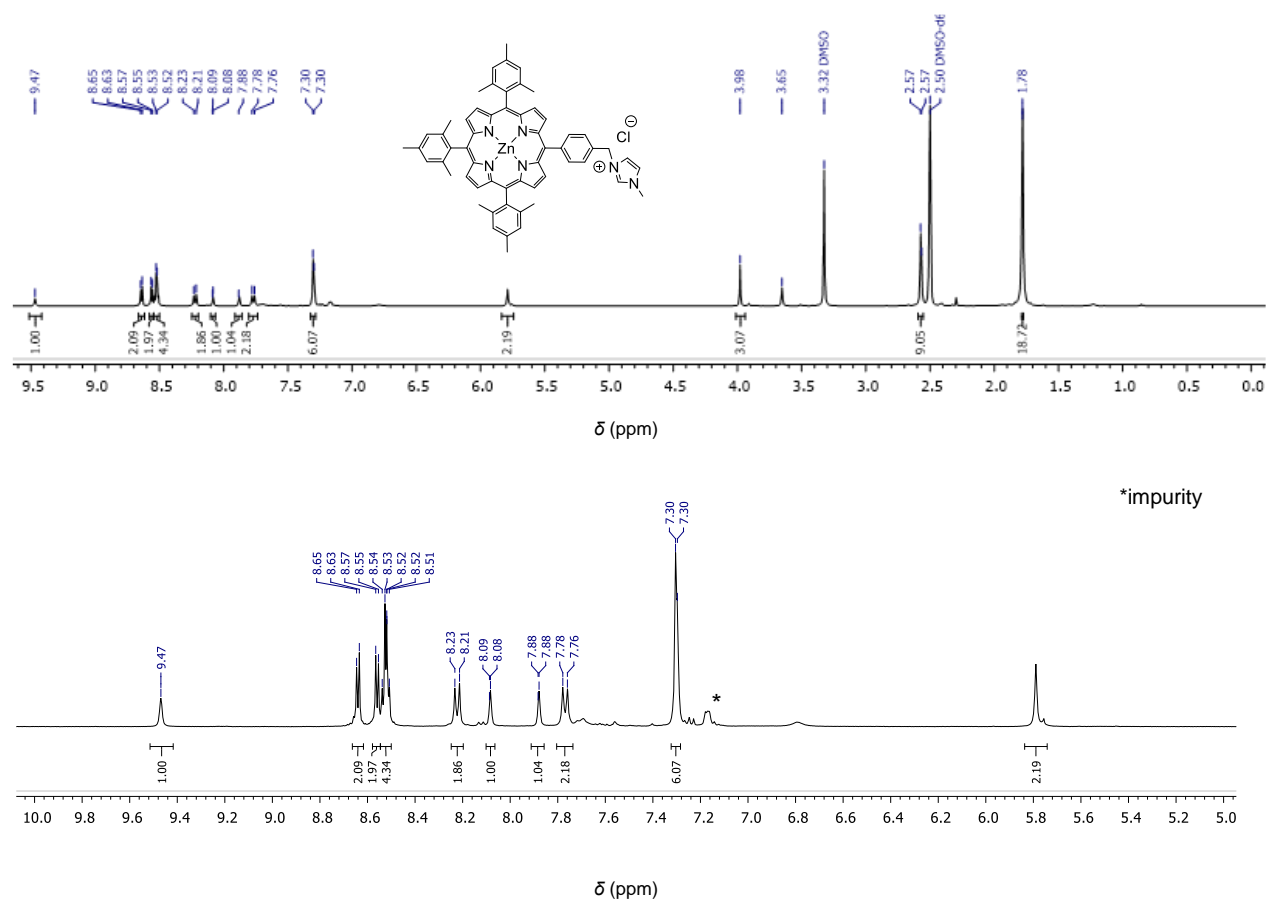 9.47 8.65 8.63 8.57 8.55 8.53 8.52 8.23 8.21 8.09 8.08 7.88 7.78 7.76 7.30 7.30 3.98 3.65 3.32 DMSO 2.57 2.57 2.50 DMSO-d6 1.78
Zn
N
N
N
N
Cl
⊖
⊕
N
N
1.00 2.09 1.97 4.34 1.86 1.00 1.04 2.18 6.07 2.19 3.07 9.05 18.72
9.5 9.0 8.5 8.0 7.5 7.0 6.5 6.0 5.5 5.0 4.5 4.0 3.5 3.0 2.5 2.0 1.5 1.0 0.5 0.0
δ (ppm)
*impurity
9.47 8.65 8.63 8.57 8.55 8.54 8.53 8.52 8.52 8.51 8.23 8.21 8.09 8.08 7.88 7.88 7.78 7.76 7.30 7.30
*
1.00 2.09 1.97 4.34 1.86 1.00 1.04 2.18 6.07 2.19
10.0 9.8 9.6 9.4 9.2 9.0 8.8 8.6 8.4 8.2 8.0 7.8 7.6 7.4 7.2 7.0 6.8 6.6 6.4 6.2 6.0 5.8 5.6 5.4 5.2 5.0
δ (ppm)